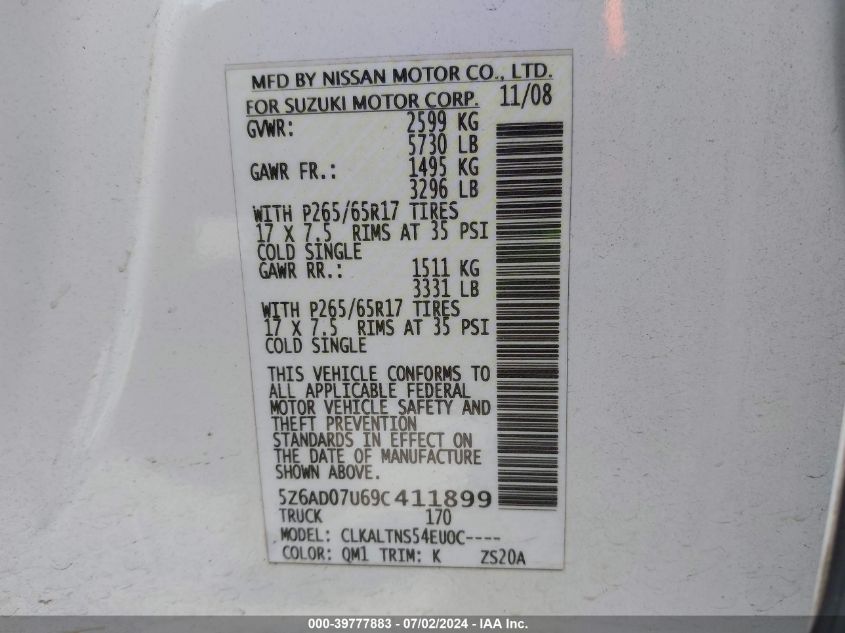 MFD BY NISSAN MOTOR CO., LTD.
FOR SUZUKI MOTOR CORP. 11/08
GVWR: 2599 KG
5730 LB
GAWR FR.: 1495 KG
3296 LB
WITH P265/65R17 TIRES
17 X 7.5 RIMS AT 35 PSI
COLD SINGLE
GAWR RR.: 1511 KG
3331 LB
WITH P265/65R17 TIRES
17 X 7.5 RIMS AT 35 PSI
COLD SINGLE
THIS VEHICLE CONFORMS TO
ALL APPLICABLE FEDERAL
MOTOR VEHICLE SAFETY AND
THEFT PREVENTION
STANDARDS IN EFFECT ON
THE DATE OF MANUFACTURE
SHOWN ABOVE.
5Z6AD07U69C411899
TRUCK 170
MODEL: CLKALTNS54EU0C----
COLOR: QM1 TRIM: K ZS20A
000-39777883 - 07/02/2024 - IAA Inc.